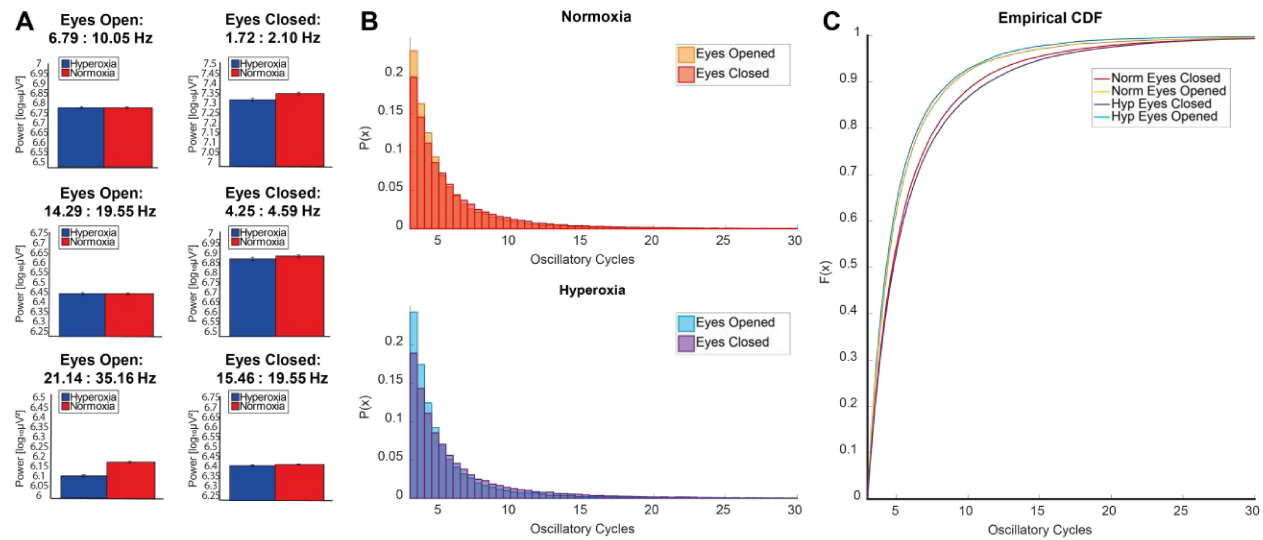 A
Eyes Open:
6.79 : 10.05 Hz
Hyperoxia
Normoxia
Power [log₁₀µV²]
7
6.95
6.9
6.85
6.8
6.75
6.7
6.65
6.6
6.55
6.5
Eyes Closed:
1.72 : 2.10 Hz
Hyperoxia
Normoxia
Power [log₁₀µV²]
7.5
7.45
7.4
7.35
7.3
7.25
7.2
7.15
7.1
7.05
7
Eyes Open:
14.29 : 19.55 Hz
Hyperoxia
Normoxia
Power [log₁₀µV²]
6.75
6.7
6.65
6.6
6.55
6.5
6.45
6.4
6.35
6.3
6.25
Eyes Closed:
4.25 : 4.59 Hz
Hyperoxia
Normoxia
Power [log₁₀µV²]
7
6.95
6.9
6.85
6.8
6.75
6.7
6.65
6.6
6.55
6.5
Eyes Open:
21.14 : 35.16 Hz
Hyperoxia
Normoxia
Power [log₁₀µV²]
6.5
6.45
6.4
6.35
6.3
6.25
6.2
6.15
6.1
6.05
6
Eyes Closed:
15.46 : 19.55 Hz
Hyperoxia
Normoxia
Power [log₁₀µV²]
6.75
6.7
6.65
6.6
6.55
6.5
6.45
6.4
6.35
6.3
6.25
B
Normoxia
Eyes Opened
Eyes Closed
P(x)
0.2
0.15
0.1
0.05
0
5 10 15 20 25 30
Oscillatory Cycles
Hyperoxia
Eyes Opened
Eyes Closed
P(x)
0.2
0.15
0.1
0.05
0
5 10 15 20 25 30
Oscillatory Cycles
C
Empirical CDF
Norm Eyes Closed
Norm Eyes Opened
Hyp Eyes Closed
Hyp Eyes Opened
F(x)
1
0.9
0.8
0.7
0.6
0.5
0.4
0.3
0.2
0.1
0
5 10 15 20 25 30
Oscillatory Cycles